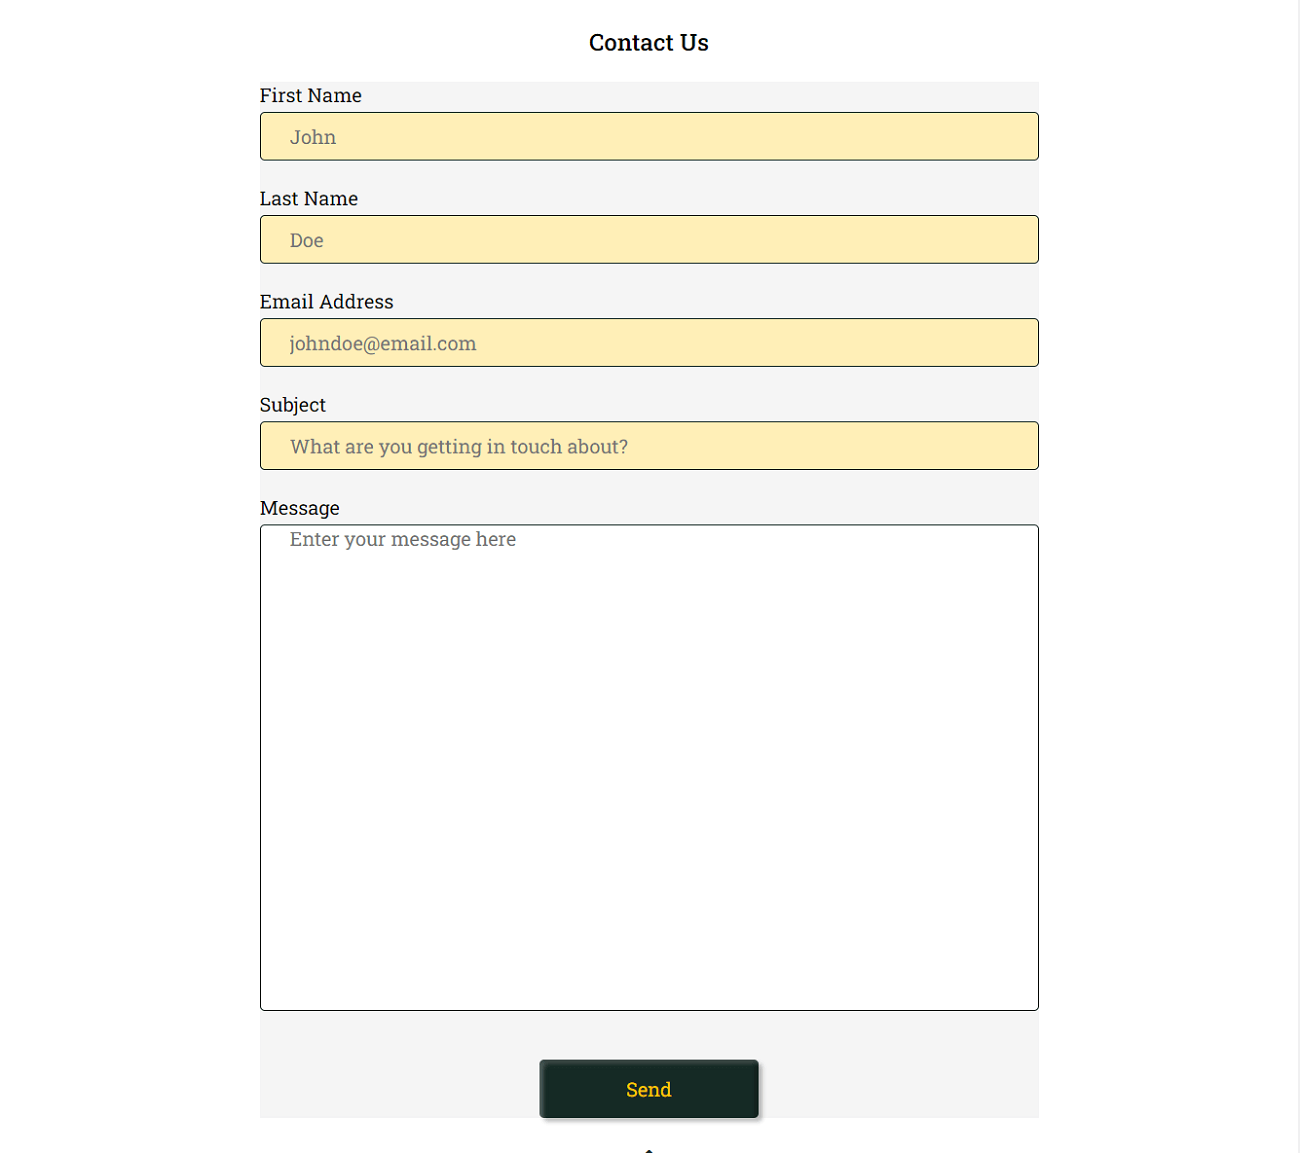 Contact Us
First Name
John
Last Name
Doe
Email Address
johndoe@email.com
Subject
What are you getting in touch about?
Message
Enter your message here
Send